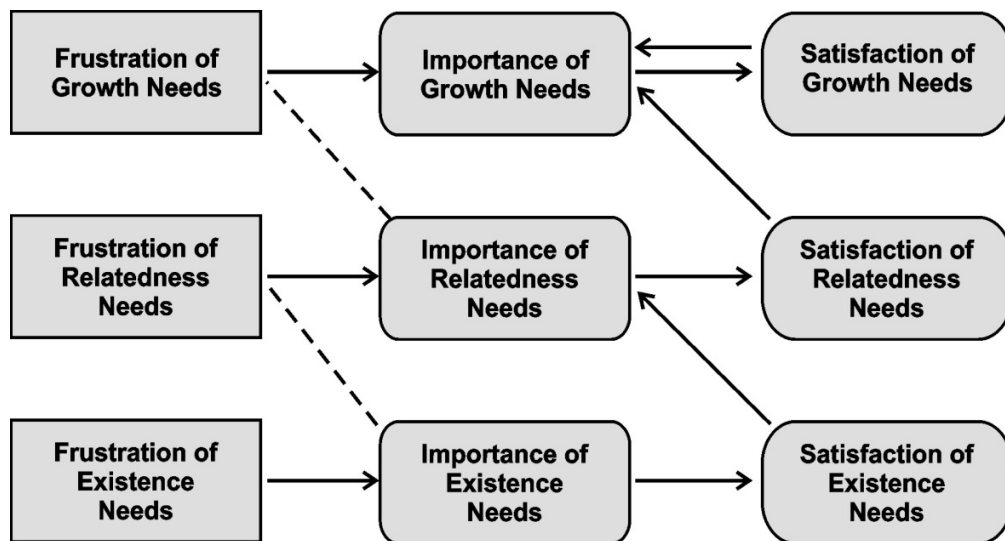 Frustration of
Growth Needs
Importance of
Growth Needs
Satisfaction of
Growth Needs
Frustration of
Relatedness
Needs
Importance of
Relatedness
Needs
Satisfaction of
Relatedness
Needs
Frustration of
Existence
Needs
Importance of
Existence
Needs
Satisfaction of
Existence
Needs